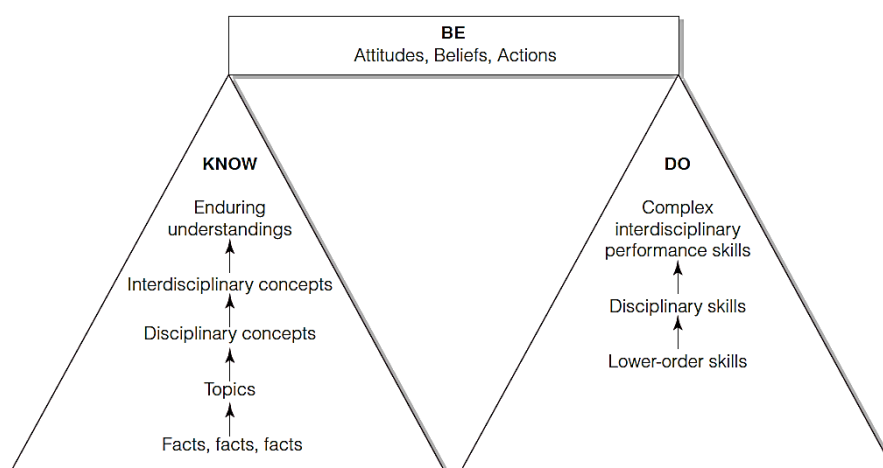 BE
Attitudes, Beliefs, Actions
KNOW
Enduring
understandings
Interdisciplinary concepts
Disciplinary concepts
Topics
Facts, facts, facts
DO
Complex
interdisciplinary
performance skills
Disciplinary skills
Lower-order skills